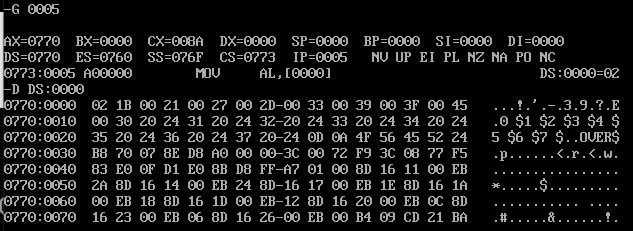 -G 0005
AX=0770  BX=0000  CX=008A  DX=0000  SP=0000  BP=0000  SI=0000  DI=0000
DS=0770  ES=0760  SS=076F  CS=0773  IP=0005   NV UP EI PL NZ NA PO NC
0773:0005 A00000        MOV     AL,[0000]                          DS:0000=02
-D DS:0000
0770:0000  02 1B 00 21 00 27 00 2D-00 33 00 39 00 3F 00 45   ...!.'.-.3.9.?.E
0770:0010  00 30 20 24 31 20 24 32-20 24 33 20 24 34 20 24   .0 $1 $2 $3 $4 $
0770:0020  35 20 24 36 20 24 37 20-24 0D 0A 4F 56 45 52 24   5 $6 $7 $..OVER$
0770:0030  B8 70 07 8E D8 A0 00 00-3C 00 72 F9 3C 08 77 F5   .p......<.r.<.w.
0770:0040  83 E0 0F D1 E0 8B D8 FF-A7 01 00 8D 16 11 00 EB   ................
0770:0050  2A 8D 16 14 00 EB 24 8D-16 17 00 EB 1E 8D 16 1A   *.....$.........
0770:0060  00 EB 18 8D 16 1D 00 EB-12 8D 16 20 00 EB 0C 8D   ........... ....
0770:0070  16 23 00 EB 06 8D 16 26-00 EB 00 B4 09 CD 21 BA   .#.....&......!.